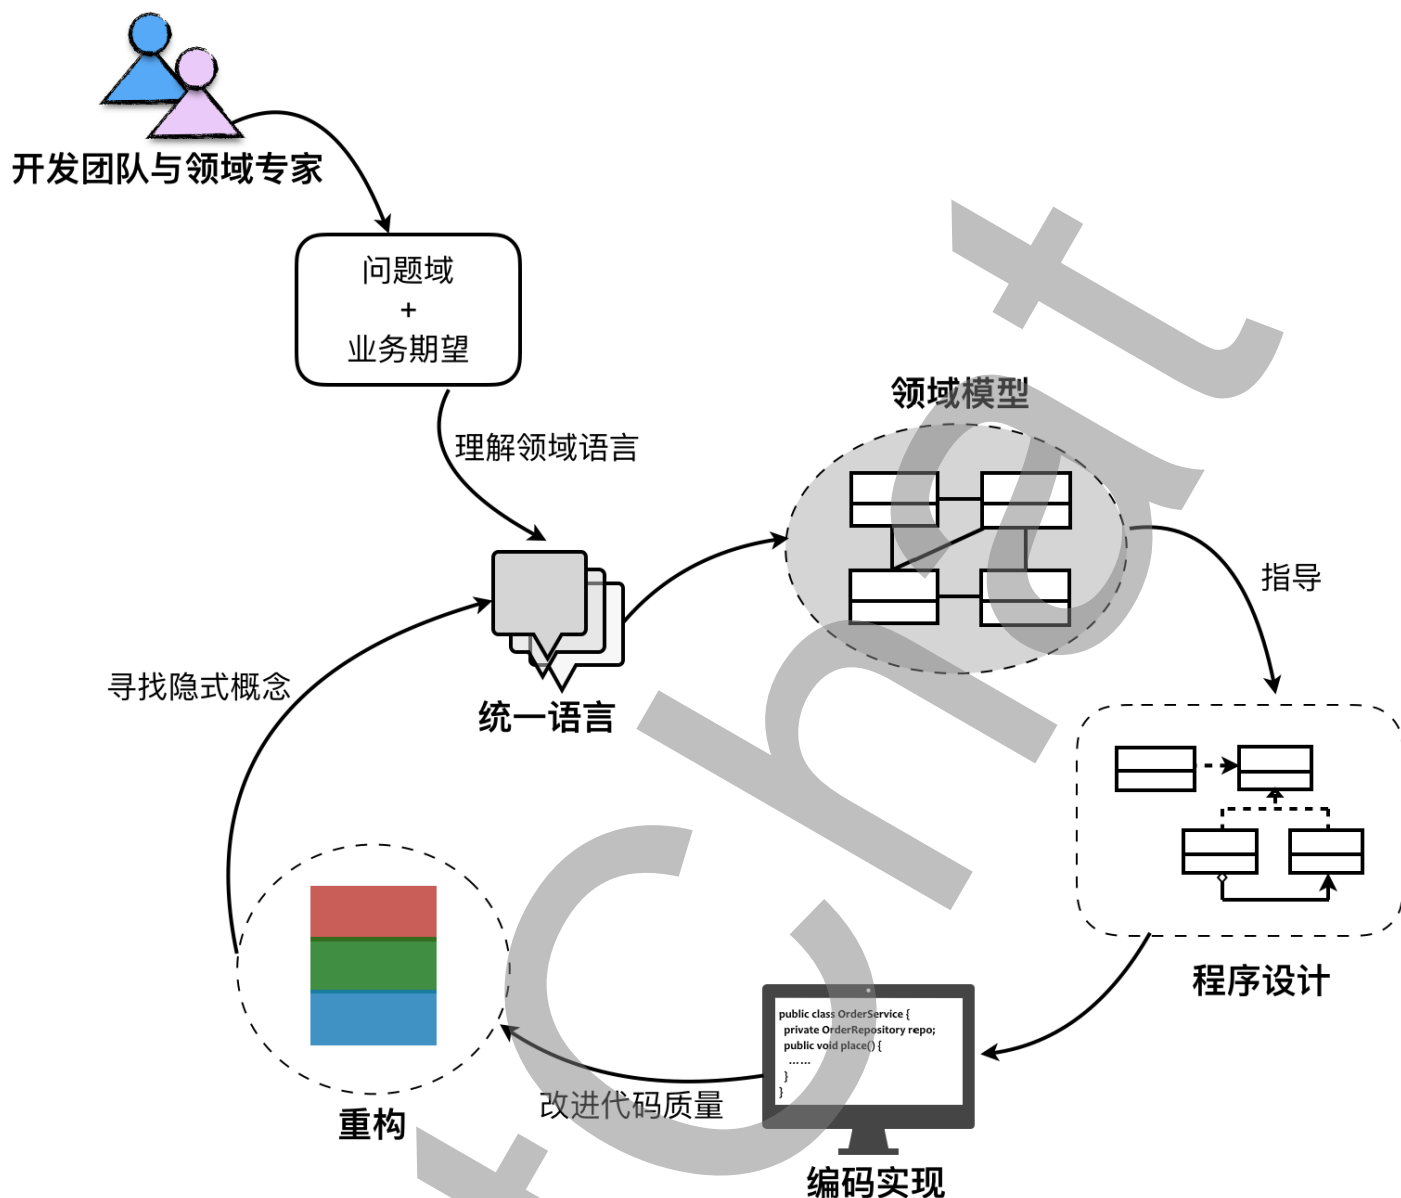 开发团队与领域专家
问题域
+
业务期望
理解领域语言
领域模型
指导
寻找隐式概念
统一语言
程序设计
public class OrderService {
private OrderRepository repo;
public void place() {
......
}
}
改进代码质量
重构
编码实现
tChat